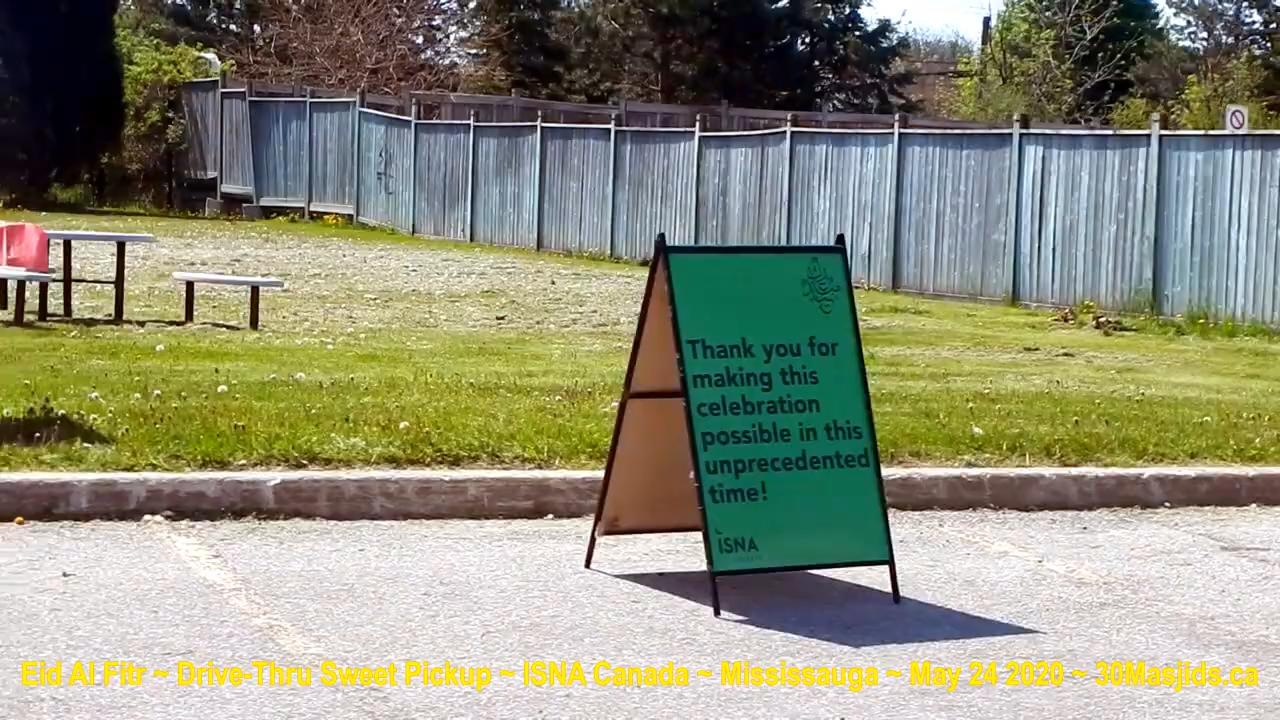 Thank you for
making this
celebration
possible in this
unprecedented
time!
ISNA
Eid Al Fitr ~ Drive-Thru Sweet Pickup ~ ISNA Canada ~ Mississauga ~ May 24 2020 ~ 30Masjids.ca